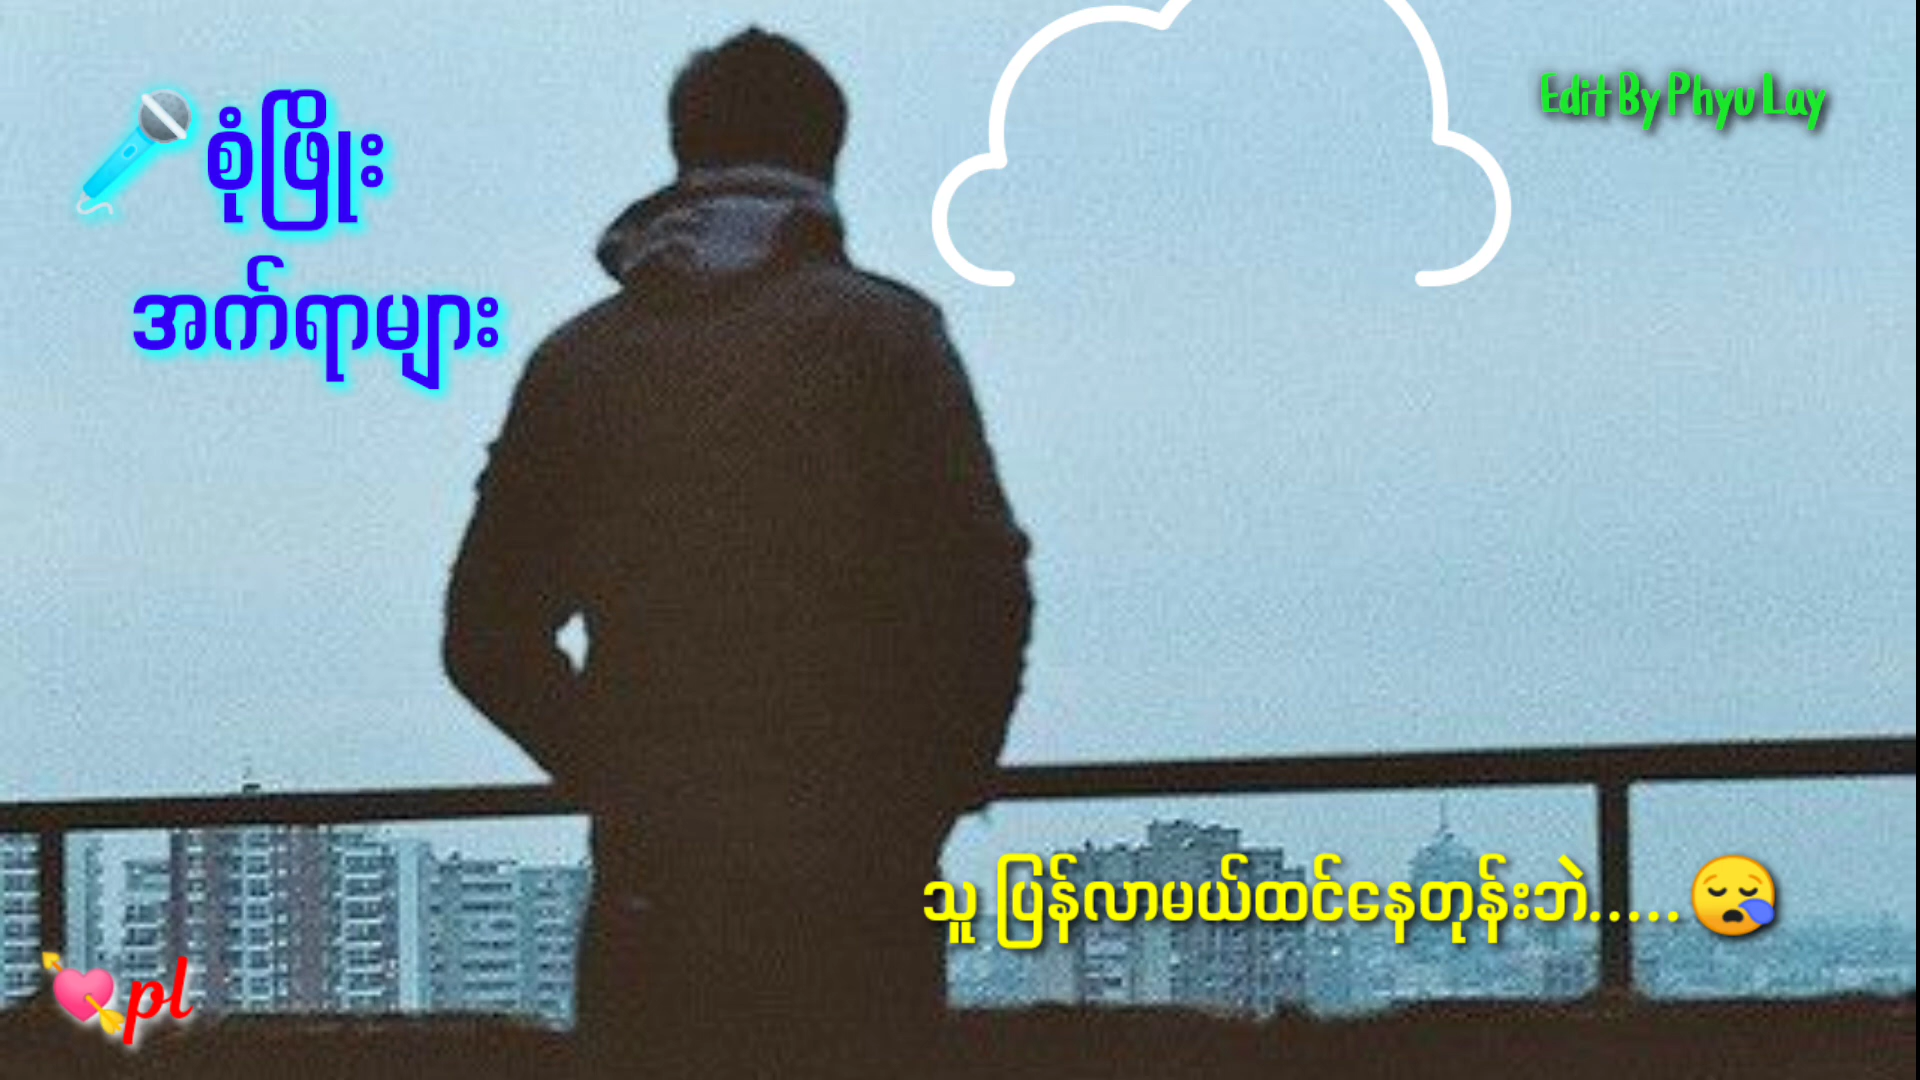 🎤စုံဖြိုး
အက်ရာများ
Edit By Phyu Lay
သူ ပြန်လာမယ်ထင်နေတုန်းဘဲ.....😪
💘pl